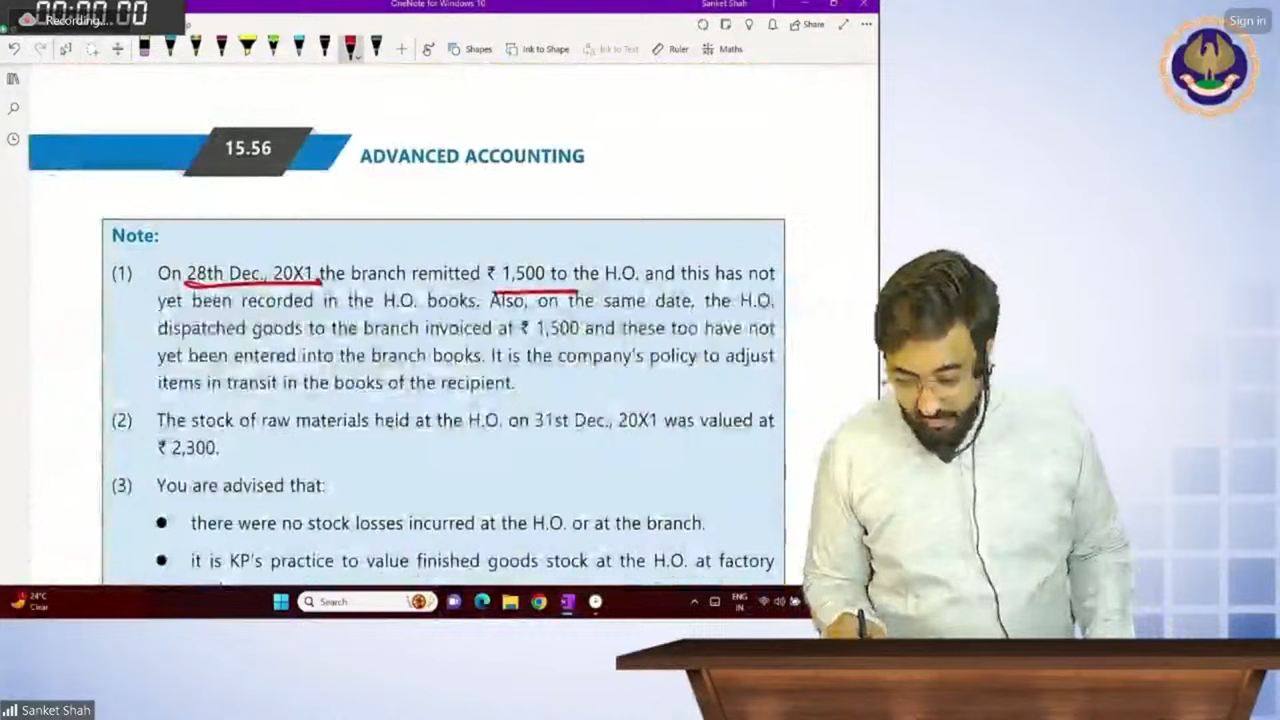 00:00:00
Recording...
OneNote for Windows 10
Sanket Shah
Sign in
Share
Shapes
Ink to Shape
Ink to Text
Ruler
Maths
15.56
ADVANCED ACCOUNTING
Note:
(1) On 28th Dec., 20X1 the branch remitted ₹ 1,500 to the H.O. and this has not
yet been recorded in the H.O. books. Also, on the same date, the H.O.
dispatched goods to the branch invoiced at ₹ 1,500 and these too have not
yet been entered into the branch books. It is the company's policy to adjust
items in transit in the books of the recipient.
(2) The stock of raw materials held at the H.O. on 31st Dec., 20X1 was valued at
₹ 2,300.
(3) You are advised that:
● there were no stock losses incurred at the H.O. or at the branch.
● it is KP's practice to value finished goods stock at the H.O. at factory
24°C
Clear
Search
ENG
IN
Sanket Shah